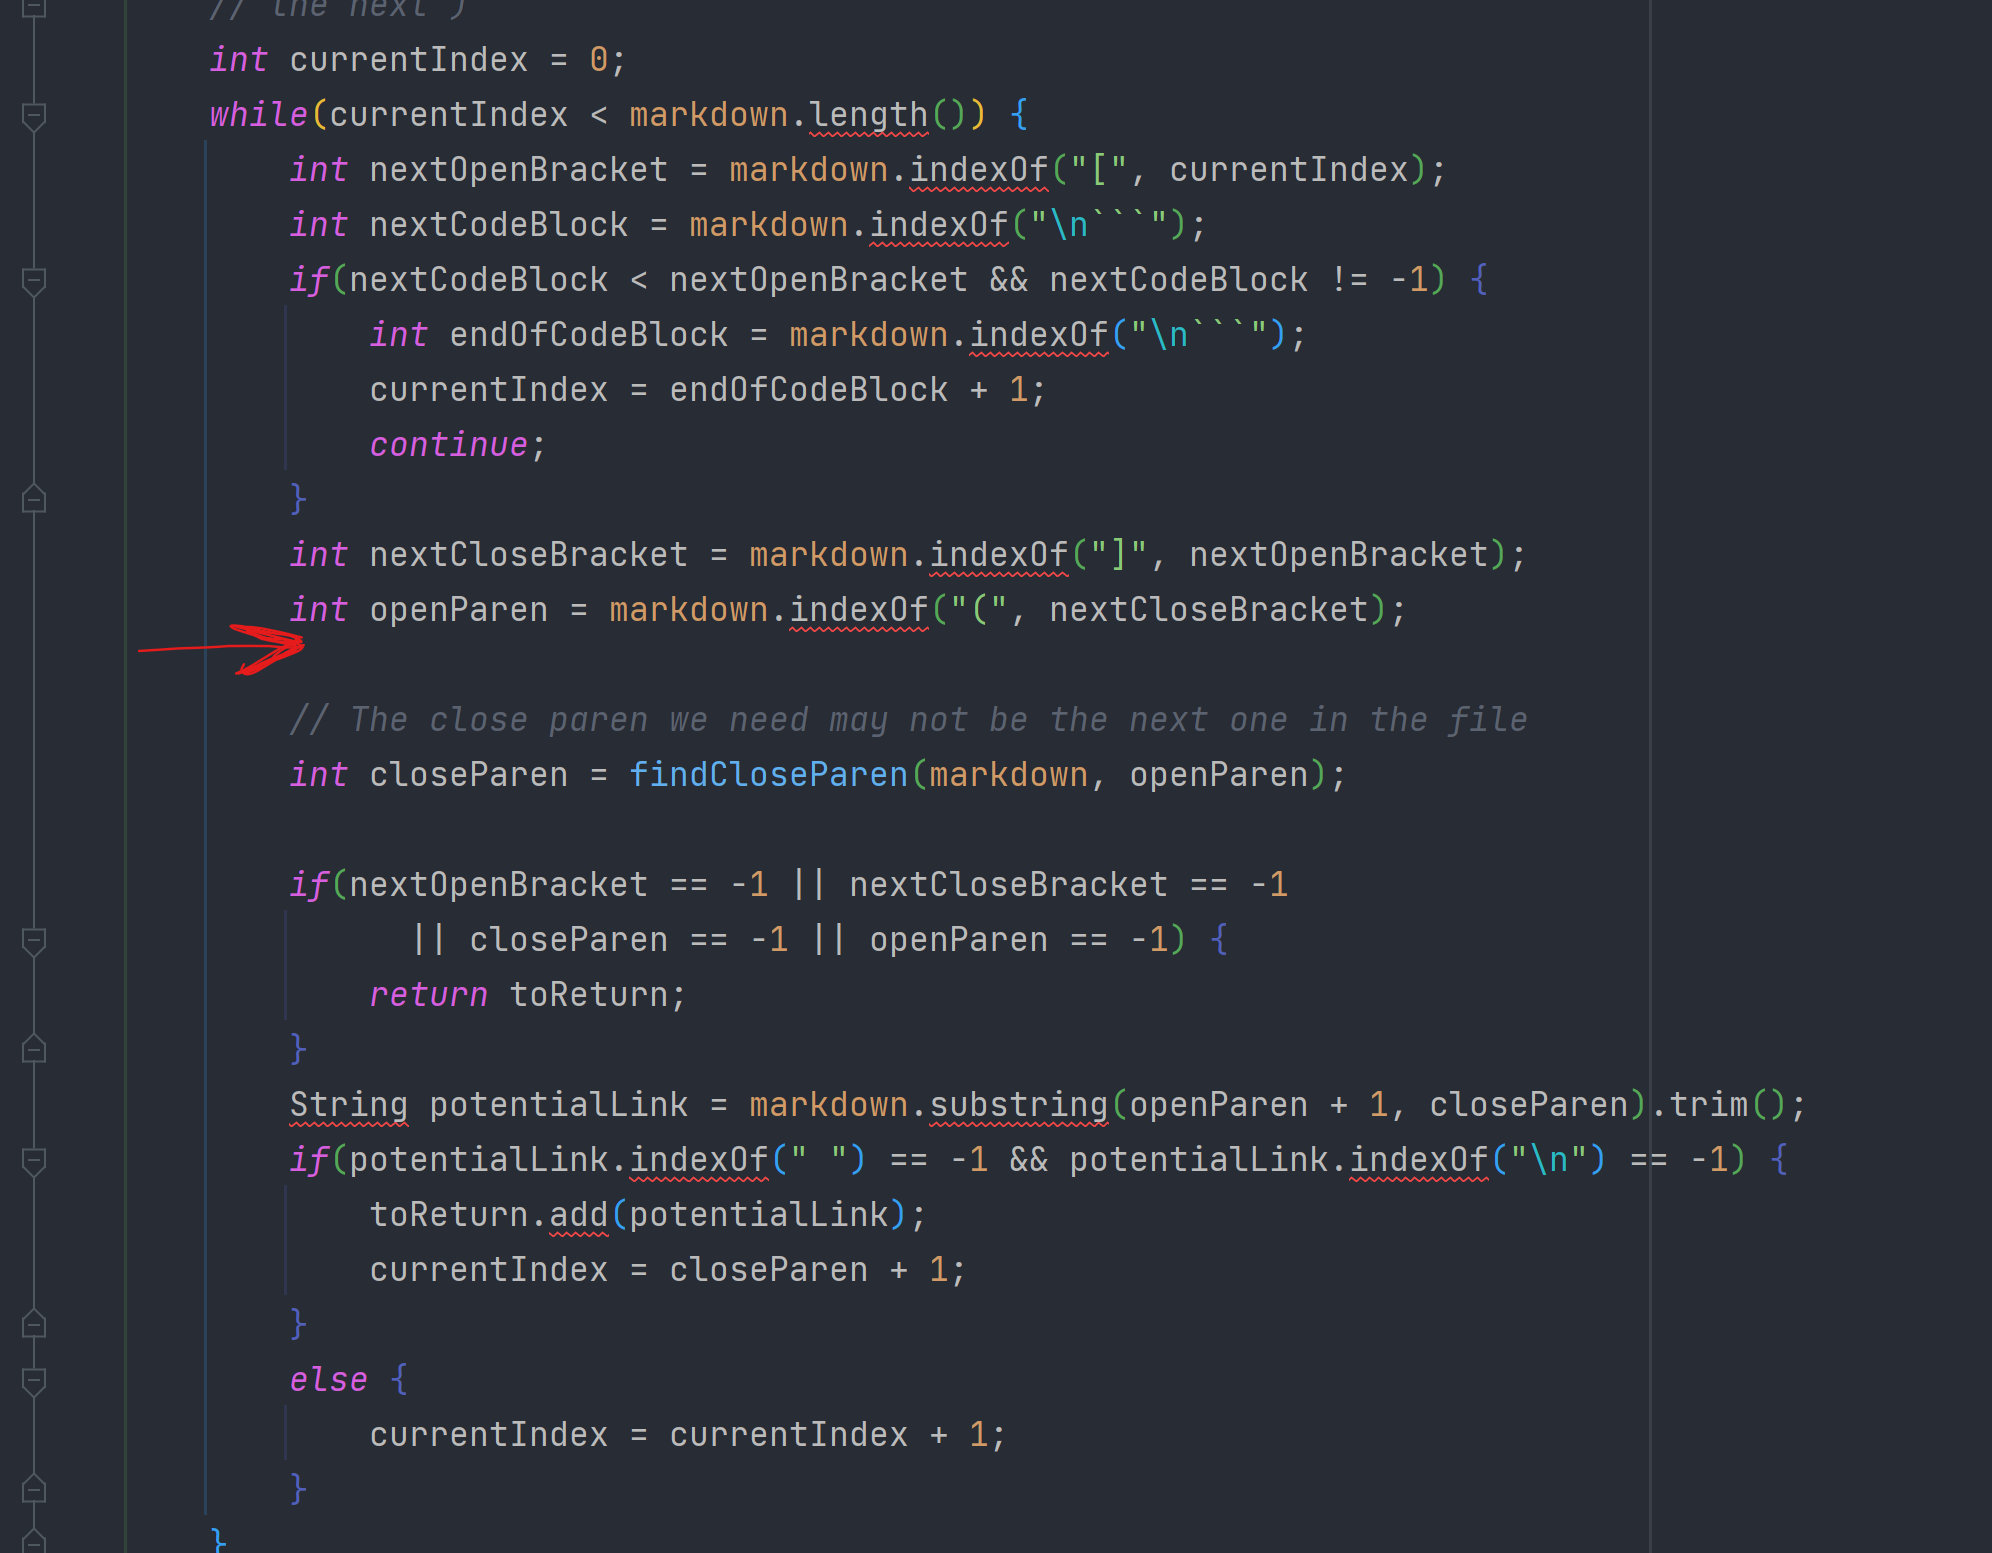 // the next )
int currentIndex = 0;
while(currentIndex < markdown.length()) {
int nextOpenBracket = markdown.indexOf("[", currentIndex);
int nextCodeBlock = markdown.indexOf("\n```");
if(nextCodeBlock < nextOpenBracket && nextCodeBlock != -1) {
int endOfCodeBlock = markdown.indexOf("\n```");
currentIndex = endOfCodeBlock + 1;
continue;
}
int nextCloseBracket = markdown.indexOf("]", nextOpenBracket);
int openParen = markdown.indexOf("(", nextCloseBracket);
// The close paren we need may not be the next one in the file
int closeParen = findCloseParen(markdown, openParen);
if(nextOpenBracket == -1 || nextCloseBracket == -1
|| closeParen == -1 || openParen == -1) {
return toReturn;
}
String potentialLink = markdown.substring(openParen + 1, closeParen).trim();
if(potentialLink.indexOf(" ") == -1 && potentialLink.indexOf("\n") == -1) {
toReturn.add(potentialLink);
currentIndex = closeParen + 1;
}
else {
currentIndex = currentIndex + 1;
}
}